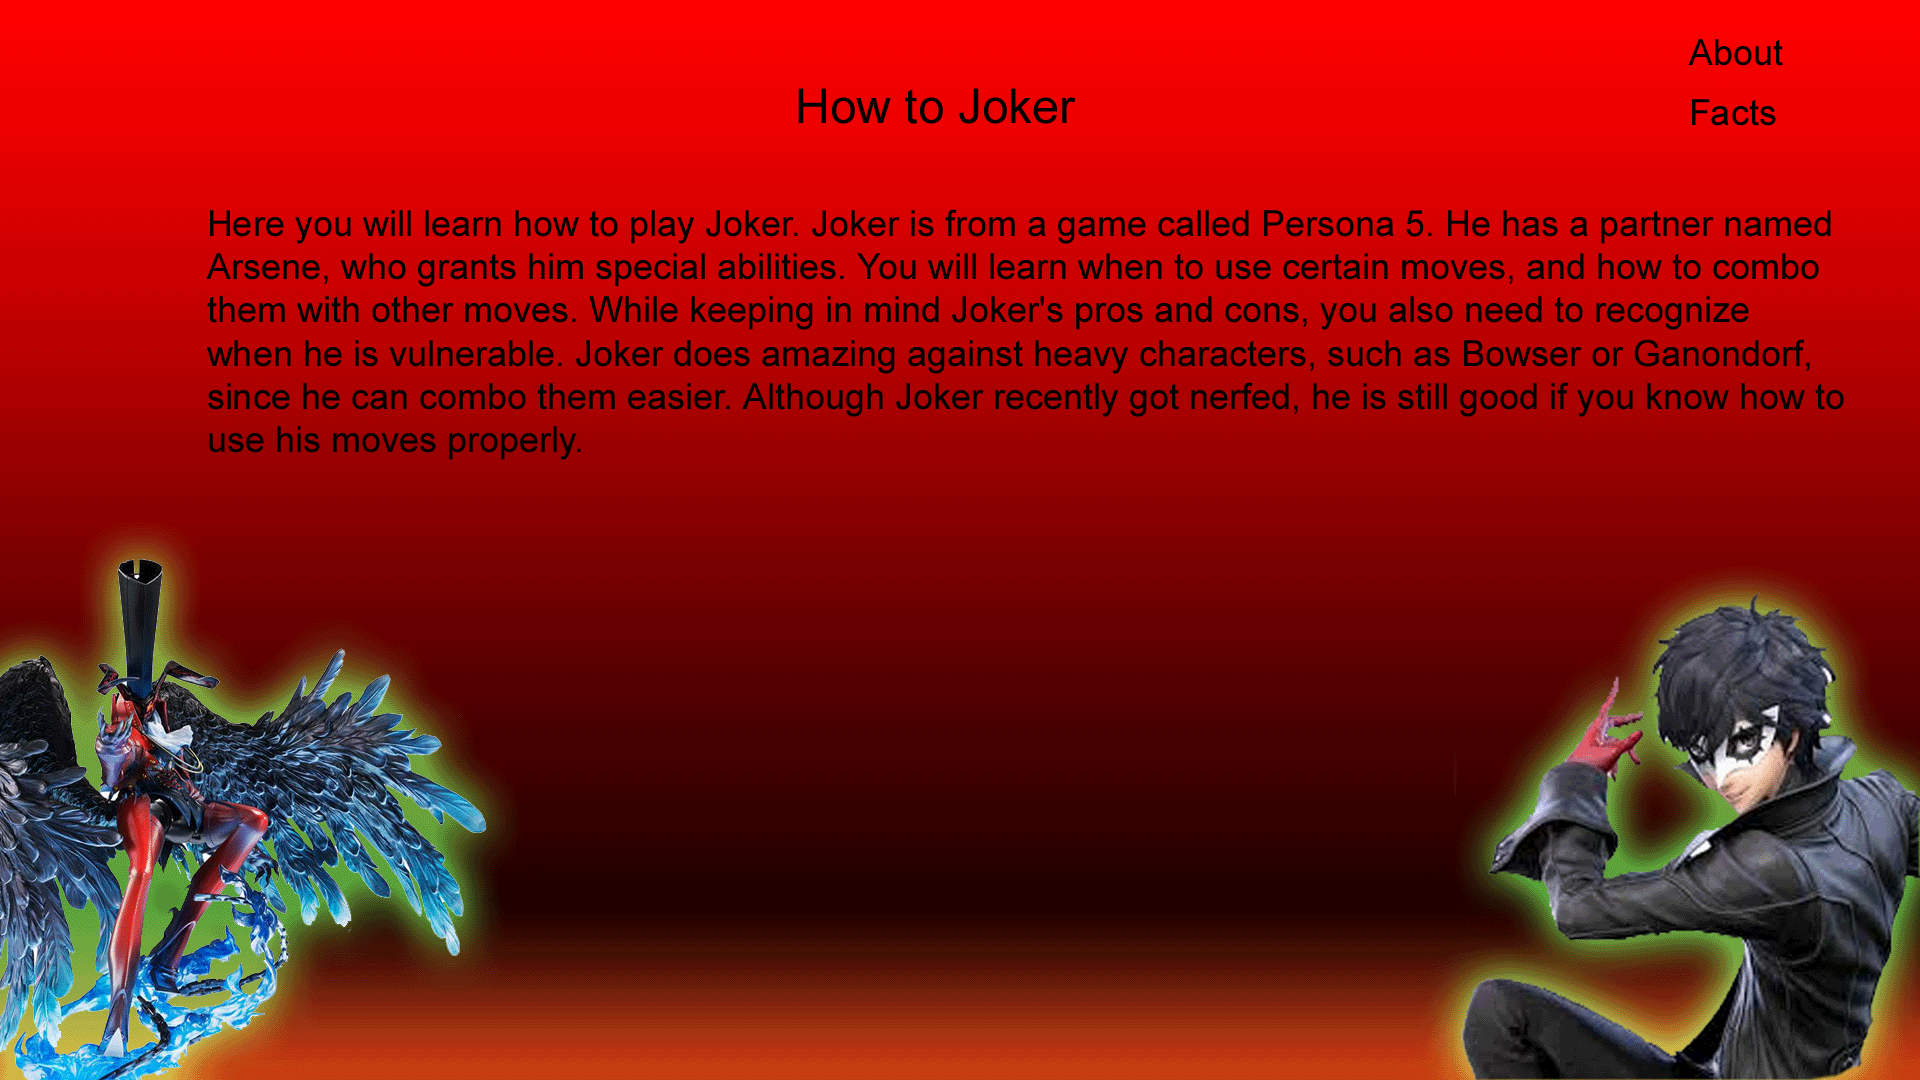 About
How to Joker
Facts
Here you will learn how to play Joker. Joker is from a game called Persona 5. He has a partner named
Arsene, who grants him special abilities. You will learn when to use certain moves, and how to combo
them with other moves. While keeping in mind Joker's pros and cons, you also need to recognize
when he is vulnerable. Joker does amazing against heavy characters, such as Bowser or Ganondorf,
since he can combo them easier. Although Joker recently got nerfed, he is still good if you know how to
use his moves properly.